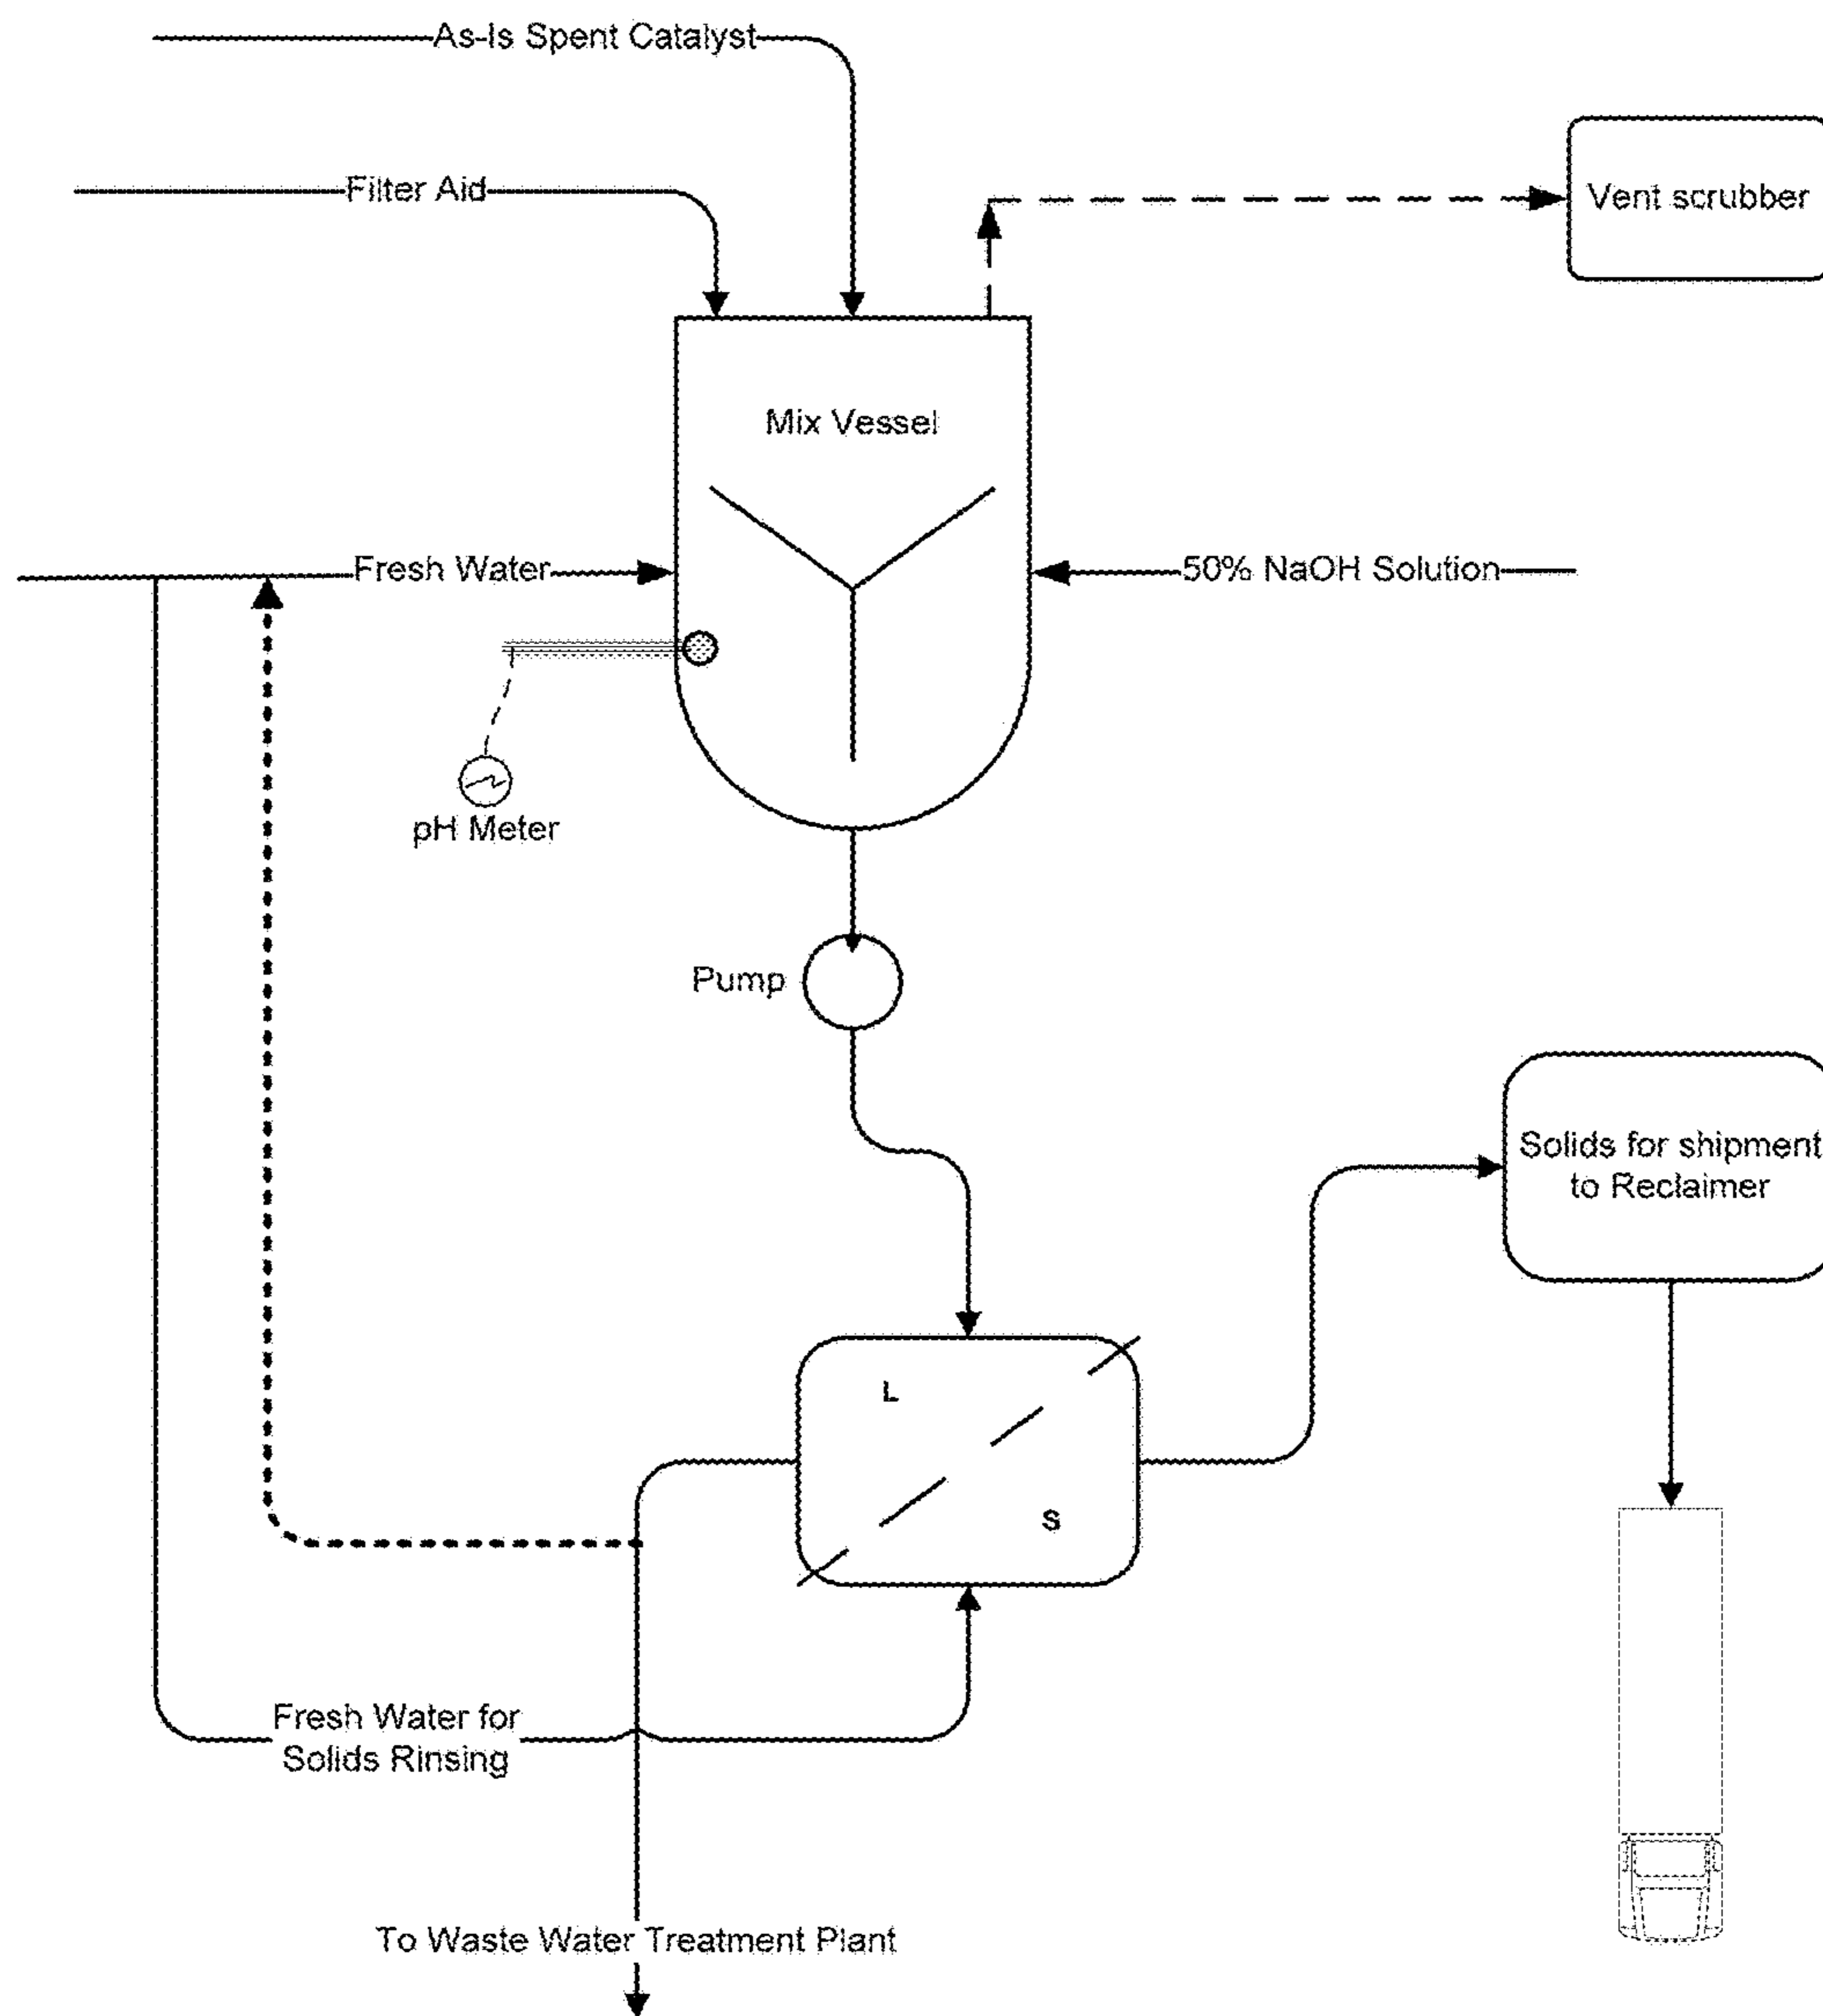 As-Is Spent Catalyst
Filter Aid
Vent scrubber
Mix Vessel
Fresh Water
50% NaOH Solution
pH Meter
Pump
Solids for shipment
to Reclaimer
L
S
Fresh Water for
Solids Rinsing
To Waste Water Treatment Plant